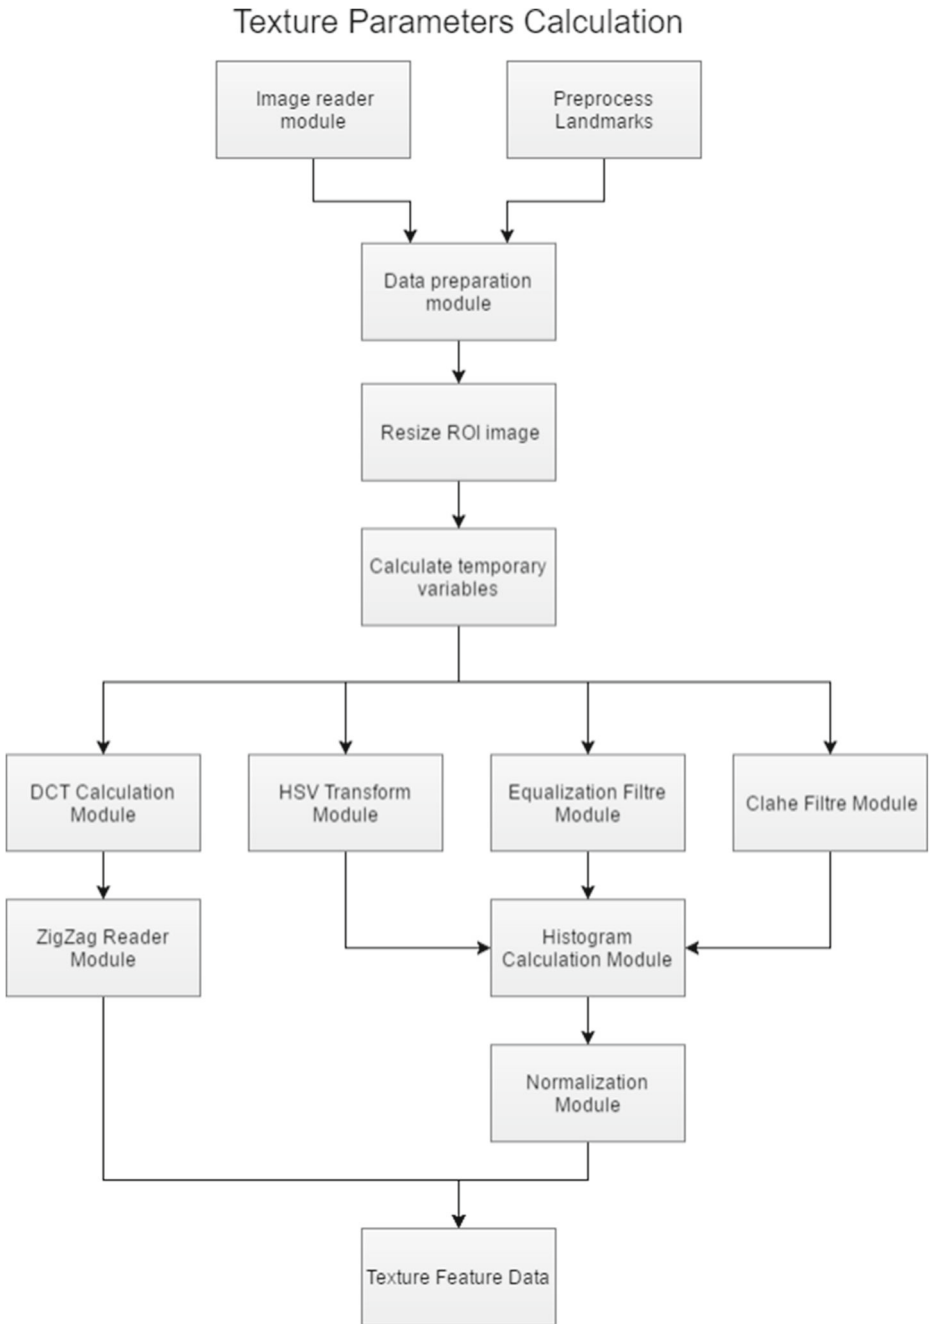 Texture Parameters Calculation
Image reader
module
Preprocess
Landmarks
Data preparation
module
Resize ROI image
Calculate temporary
variables
DCT Calculation
Module
HSV Transform
Module
Equalization Filtre
Module
Clahe Filtre Module
ZigZag Reader
Module
Histogram
Calculation Module
Normalization
Module
Texture Feature Data